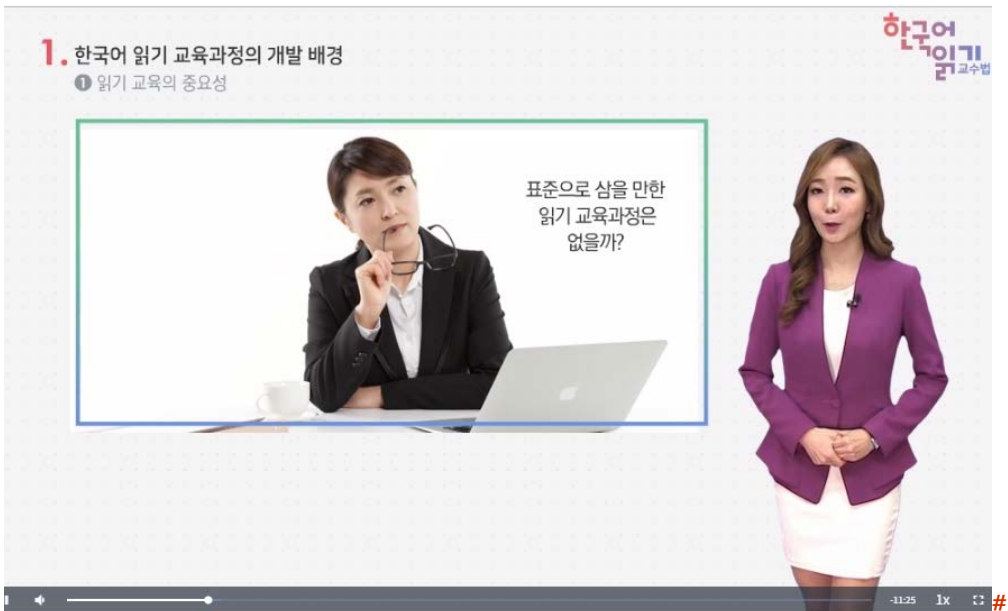 한국어
읽기교수법
1. 한국어 읽기 교육과정의 개발 배경
❶ 읽기 교육의 중요성
표준으로 삼을 만한
읽기 교육과정은
없을까?
-11:25 1x
#